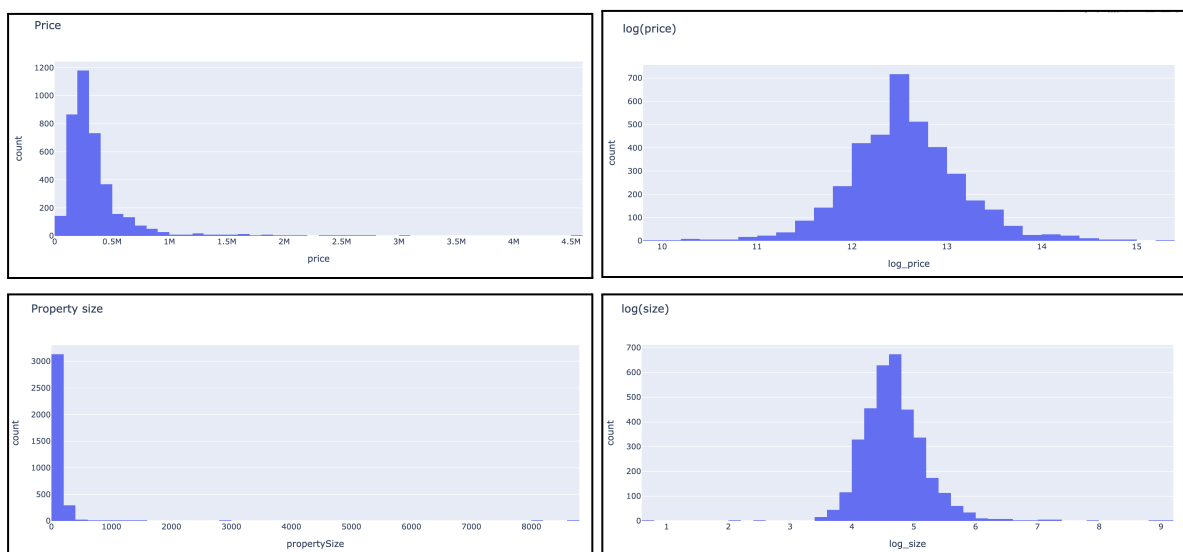 Price
1200
1000
800
600
400
200
0
count
0 0.5M 1M 1.5M 2M 2.5M 3M 3.5M 4M 4.5M
price
log(price)
700
600
500
400
300
200
100
0
count
10 11 12 13 14 15
log_price
Property size
3000
2500
2000
1500
1000
500
0
count
0 1000 2000 3000 4000 5000 6000 7000 8000
propertySize
log(size)
700
600
500
400
300
200
100
0
count
1 2 3 4 5 6 7 8 9
log_size